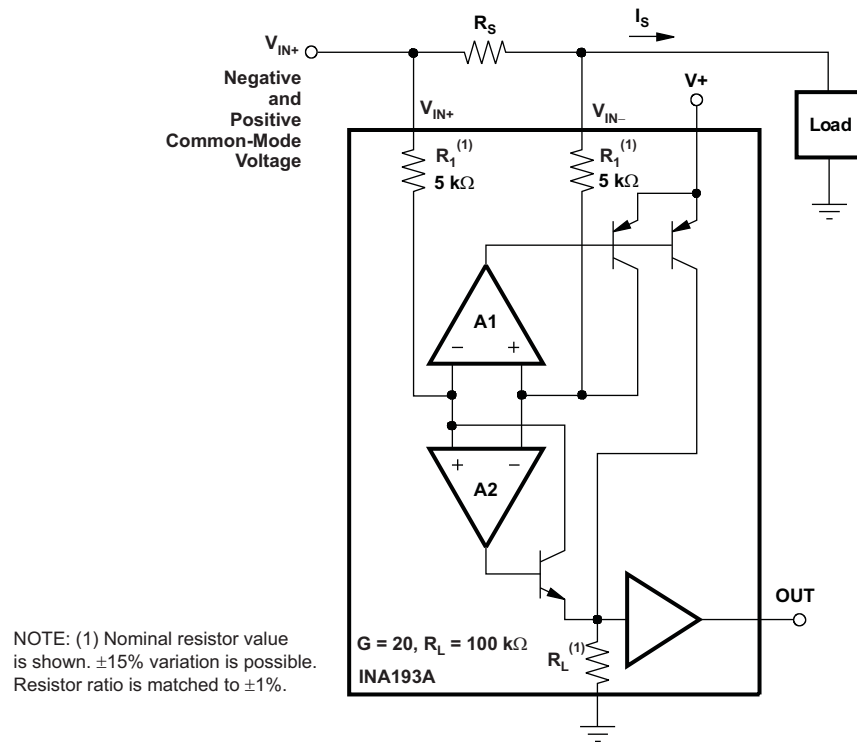 R_S
I_S
V_IN+
Negative
and
Positive
Common-Mode
Voltage
V_IN+
V_IN–
V+
Load
R_1^(1)
5 kΩ
R_1^(1)
5 kΩ
A1
– +
+ –
A2
OUT
G = 20, R_L = 100 kΩ
R_L^(1)
INA193A
NOTE: (1) Nominal resistor value
is shown. ±15% variation is possible.
Resistor ratio is matched to ±1%.